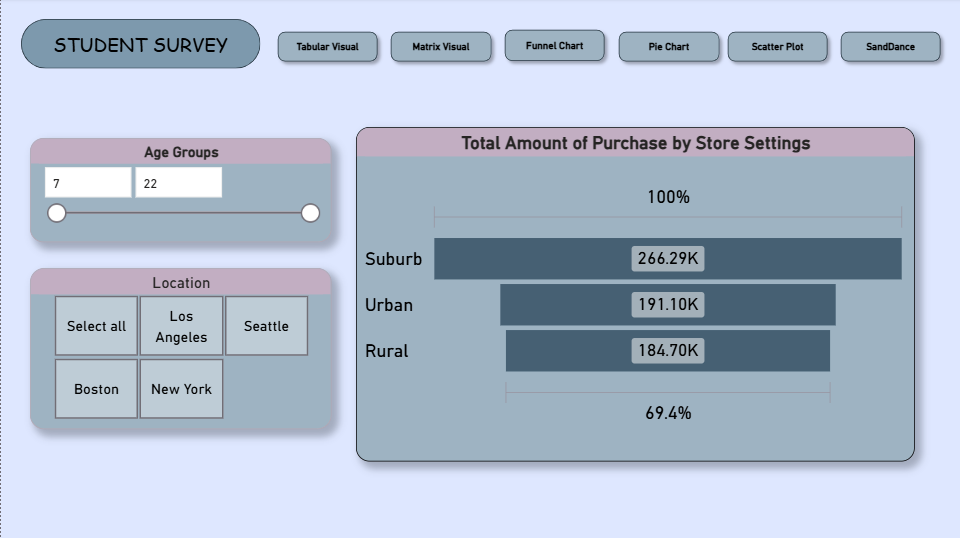 STUDENT SURVEY
Tabular Visual
Matrix Visual
Funnel Chart
Pie Chart
Scatter Plot
SandDance
Age Groups
7
22
Location
Select all
Los
Angeles
Seattle
Boston
New York
Total Amount of Purchase by Store Settings
100%
Suburb
266.29K
Urban
191.10K
Rural
184.70K
69.4%